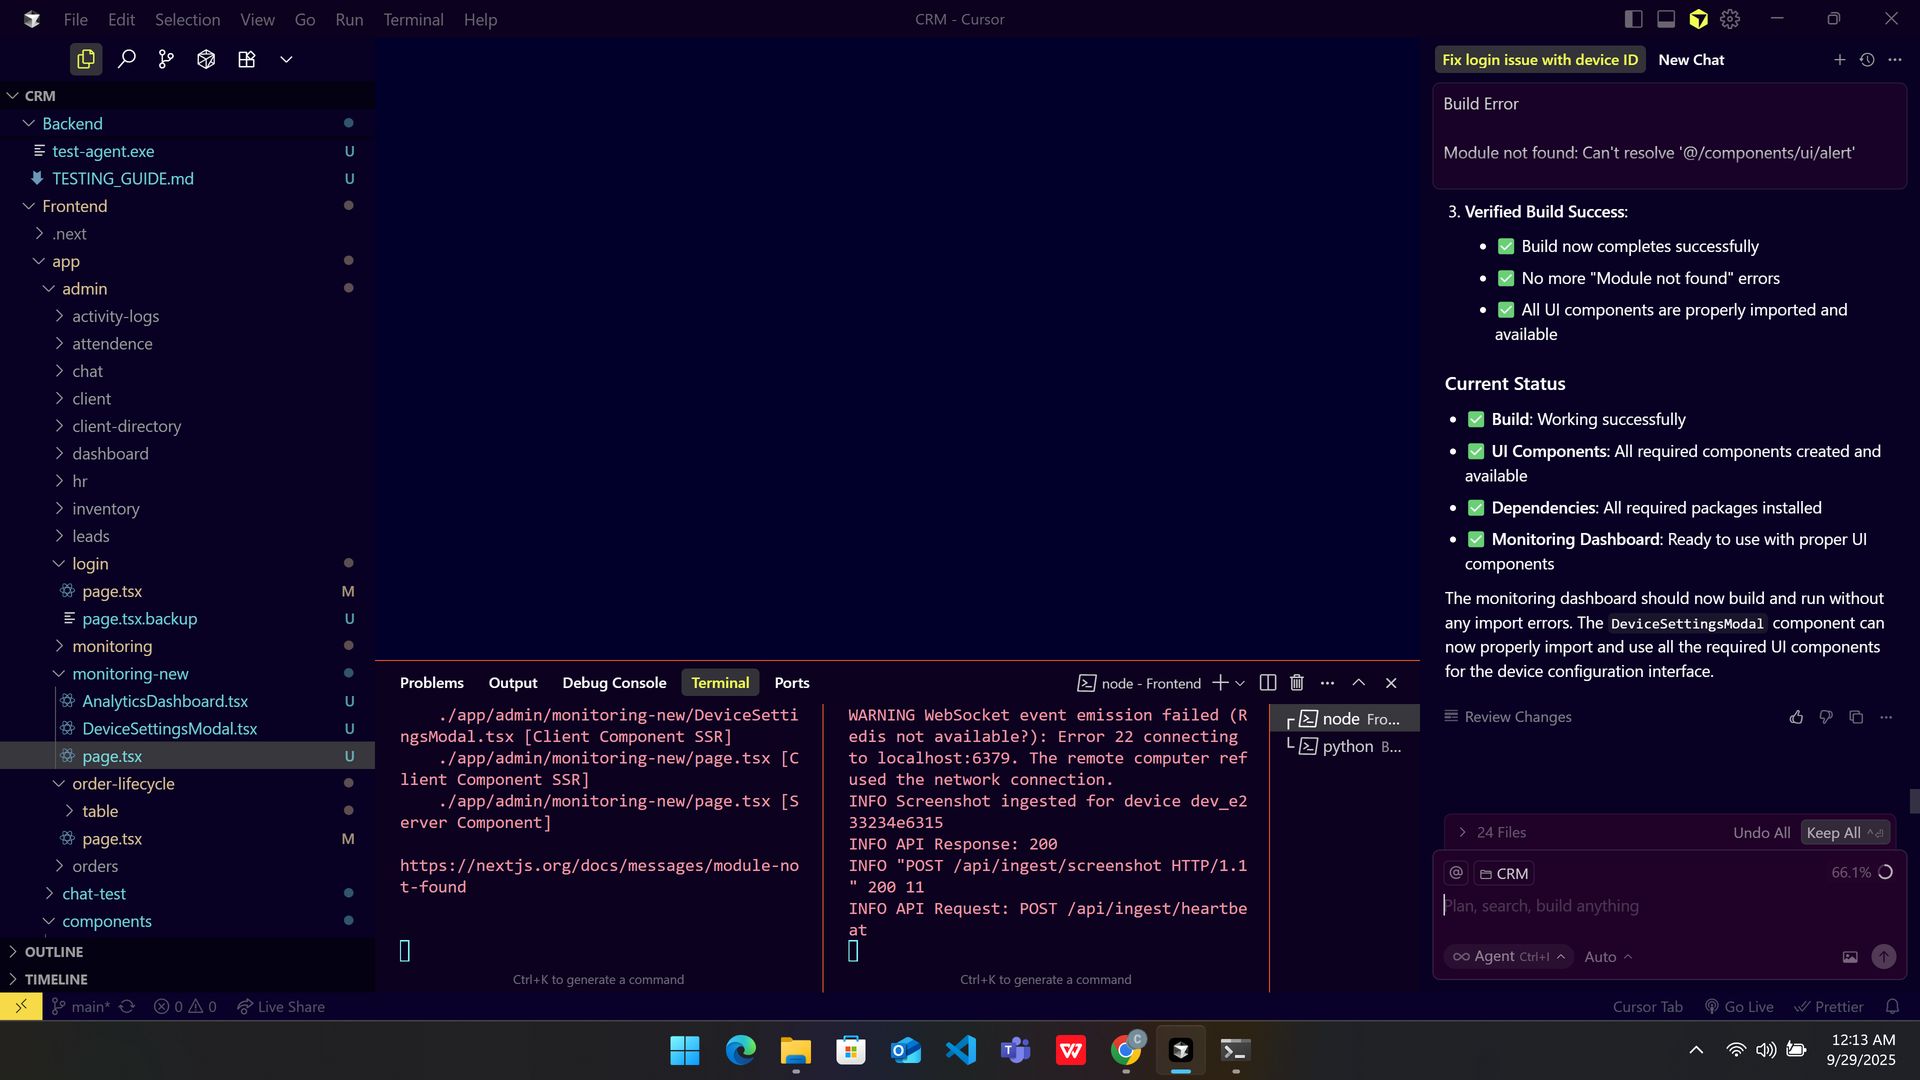 File Edit Selection View Go Run Terminal Help
CRM - Cursor
CRM
Backend
test-agent.exe U
TESTING_GUIDE.md U
Frontend
.next
app
admin
activity-logs
attendence
chat
client
client-directory
dashboard
hr
inventory
leads
login
page.tsx M
page.tsx.backup U
monitoring
monitoring-new
AnalyticsDashboard.tsx U
DeviceSettingsModal.tsx U
page.tsx U
order-lifecycle
table
page.tsx M
orders
chat-test
components
OUTLINE
TIMELINE
Problems Output Debug Console Terminal Ports
node - Frontend
./app/admin/monitoring-new/DeviceSetti
ngsModal.tsx [Client Component SSR]
./app/admin/monitoring-new/page.tsx [C
lient Component SSR]
./app/admin/monitoring-new/page.tsx [S
erver Component]
https://nextjs.org/docs/messages/module-no
t-found
Ctrl+K to generate a command
WARNING WebSocket event emission failed (R
edis not available?): Error 22 connecting
to localhost:6379. The remote computer ref
used the network connection.
INFO Screenshot ingested for device dev_e2
33234e6315
INFO API Response: 200
INFO "POST /api/ingest/screenshot HTTP/1.1
" 200 11
INFO API Request: POST /api/ingest/heartbe
at
Ctrl+K to generate a command
node Fro...
python B...
Fix login issue with device ID New Chat
Build Error
Module not found: Can't resolve '@/components/ui/alert'
3. Verified Build Success:
• ✅ Build now completes successfully
• ✅ No more "Module not found" errors
• ✅ All UI components are properly imported and
available
Current Status
• ✅ Build: Working successfully
• ✅ UI Components: All required components created and
available
• ✅ Dependencies: All required packages installed
• ✅ Monitoring Dashboard: Ready to use with proper UI
components
The monitoring dashboard should now build and run without
any import errors. The DeviceSettingsModal component can
now properly import and use all the required UI components
for the device configuration interface.
Review Changes
24 Files Undo All Keep All
@ CRM 66.1%
Plan, search, build anything
Agent Ctrl+I Auto
main* 0 0 Live Share
Cursor Tab Go Live Prettier
C
12:13 AM
9/29/2025